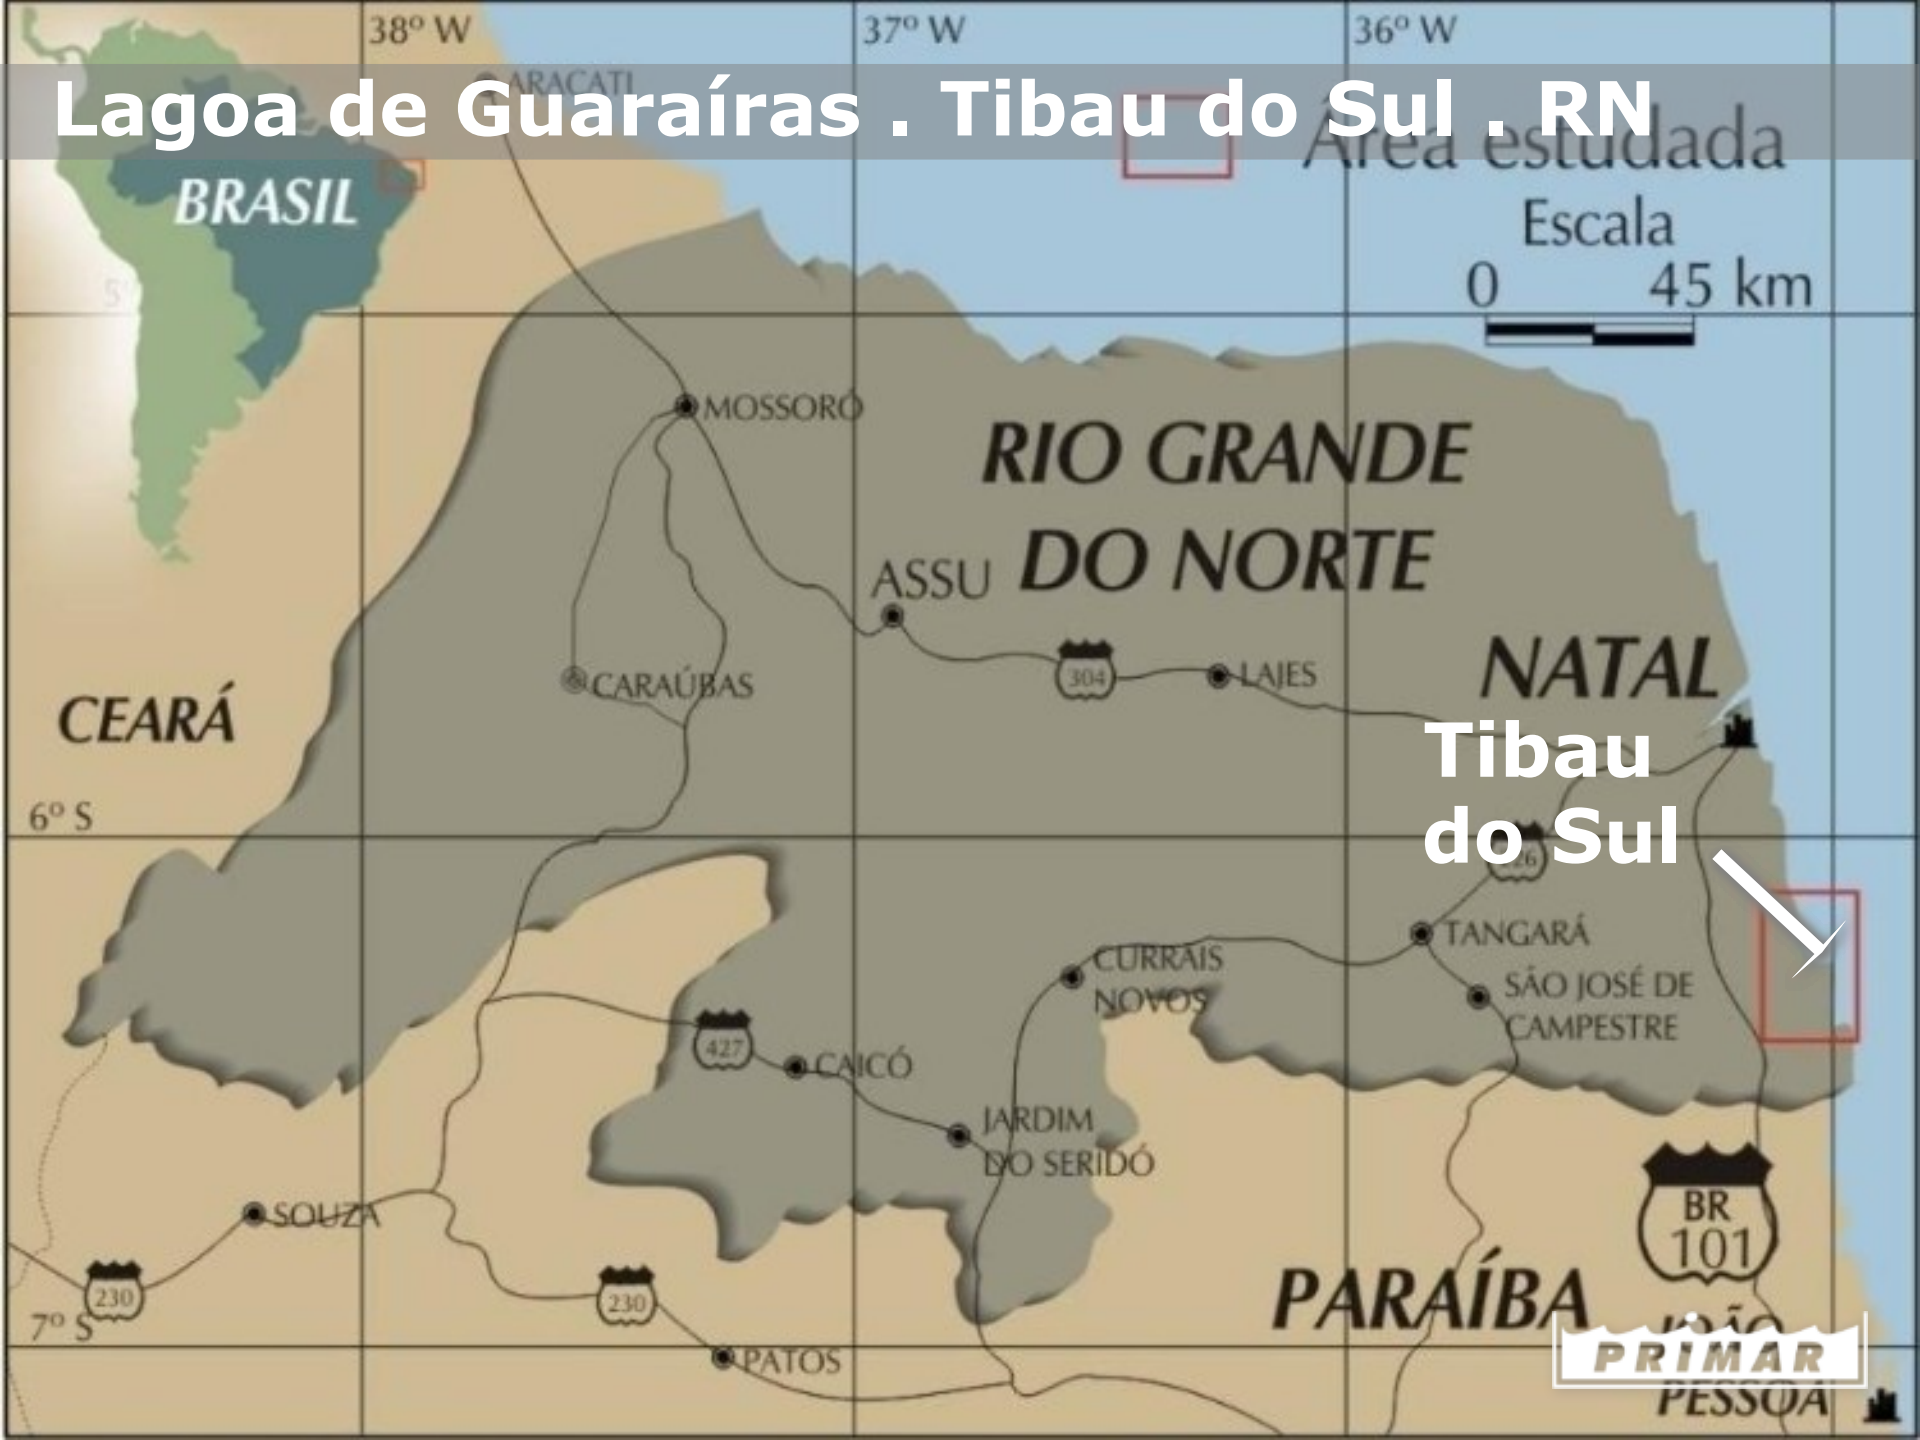 38º W
37º W
36º W
ARACATI
Lagoa de Guaraíras . Tibau do Sul . RN
Área estudada
BRASIL
Escala
5º
0 45 km
MOSSORÓ
RIO GRANDE
DO NORTE
ASSU
304
LAJES
NATAL
CARAÚBAS
CEARÁ
Tibau
do Sul
6º S
TANGARÁ
CURRAIS
NOVOS
SÁO JOSÉ DE
CAMPESTRE
427
CAICÓ
JARDIM
DO SERIDÓ
SOUZA
BR
101
230
230
PARAÍBA
7º S
JOÃO
PRIMAR
PATOS
PESSOA